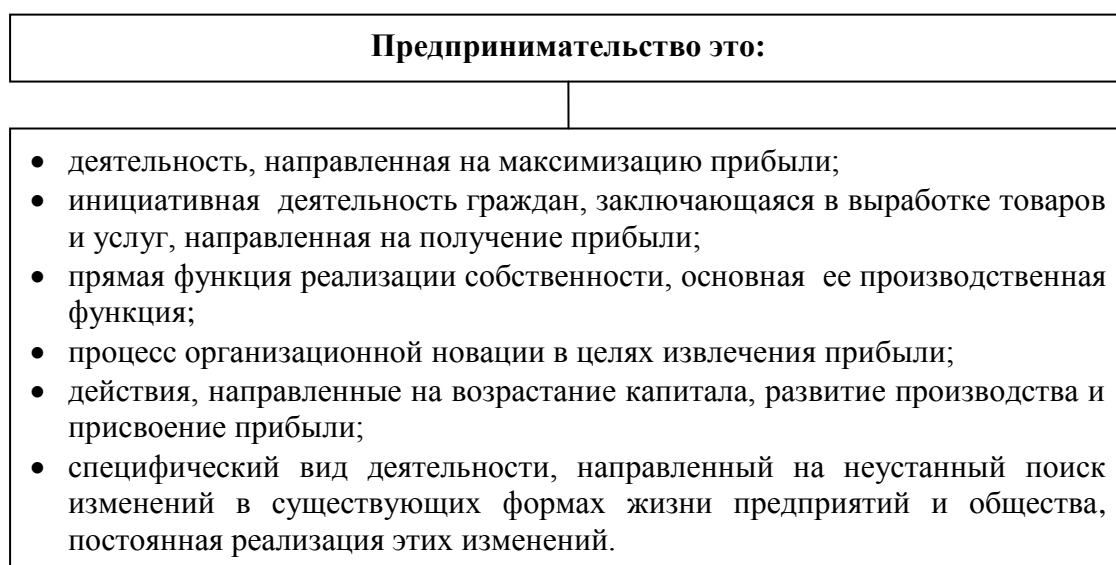 Предпринимательство это:
• деятельность, направленная на максимизацию прибыли;
• инициативная деятельность граждан, заключающаяся в выработке товаров
и услуг, направленная на получение прибыли;
• прямая функция реализации собственности, основная ее производственная
функция;
• процесс организационной новации в целях извлечения прибыли;
• действия, направленные на возрастание капитала, развитие производства и
присвоение прибыли;
• специфический вид деятельности, направленный на неустанный поиск
изменений в существующих формах жизни предприятий и общества,
постоянная реализация этих изменений.